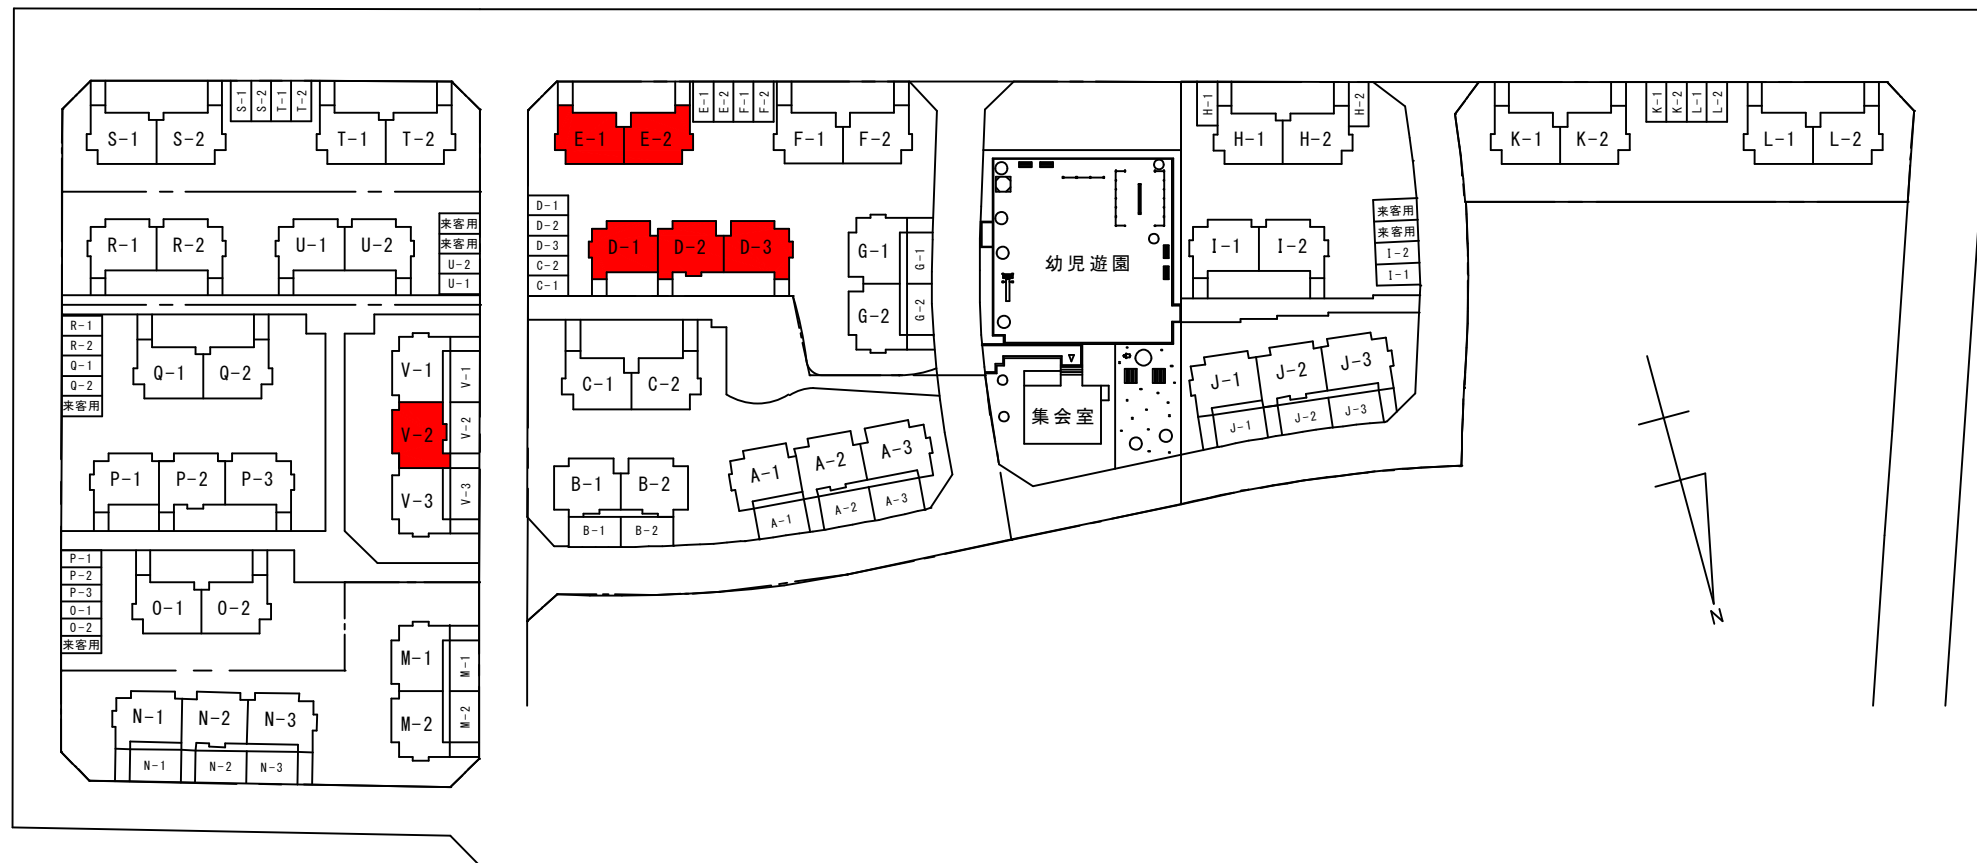 S-1
S-2
T-1
T-2
S-1
S-2
T-1
T-2
E-1
E-2
F-1
F-2
E-1
E-2
F-1
F-2
H-1
H-2
H-1
H-2
K-1
K-2
L-1
L-2
K-1
K-2
L-1
L-2
R-1
R-2
U-1
U-2
来客用
来客用
U-2
U-1
D-1
D-2
D-3
C-2
C-1
D-1
D-2
D-3
G-1
G-1
G-2
G-2
幼児遊園
I-1
I-2
来客用
来客用
I-2
I-1
R-1
R-2
Q-1
Q-2
来客用
Q-1
Q-2
V-1
V-1
V-2
V-2
V-3
V-3
C-1
C-2
集会室
J-1
J-2
J-3
J-1
J-2
J-3
P-1
P-2
P-3
B-1
B-2
B-1
B-2
A-1
A-2
A-3
A-1
A-2
A-3
P-1
P-2
P-3
O-1
O-2
来客用
O-1
O-2
M-1
M-1
M-2
M-2
N-1
N-2
N-3
N-1
N-2
N-3
N